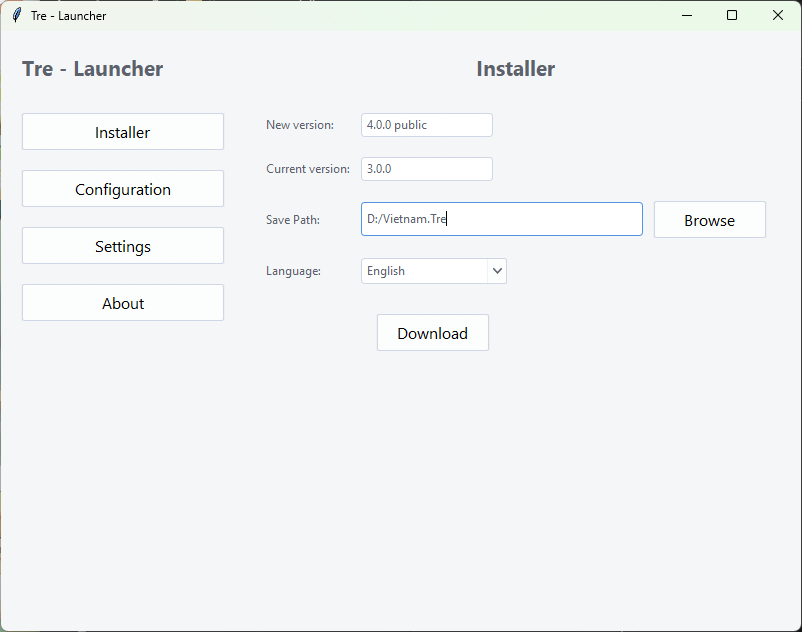 Tre - Launcher
Tre - Launcher
Installer
Configuration
Settings
About
Installer
New version: 4.0.0 public
Current version: 3.0.0
Save Path: D:/Vietnam.Tre Browse
Language: English
Download